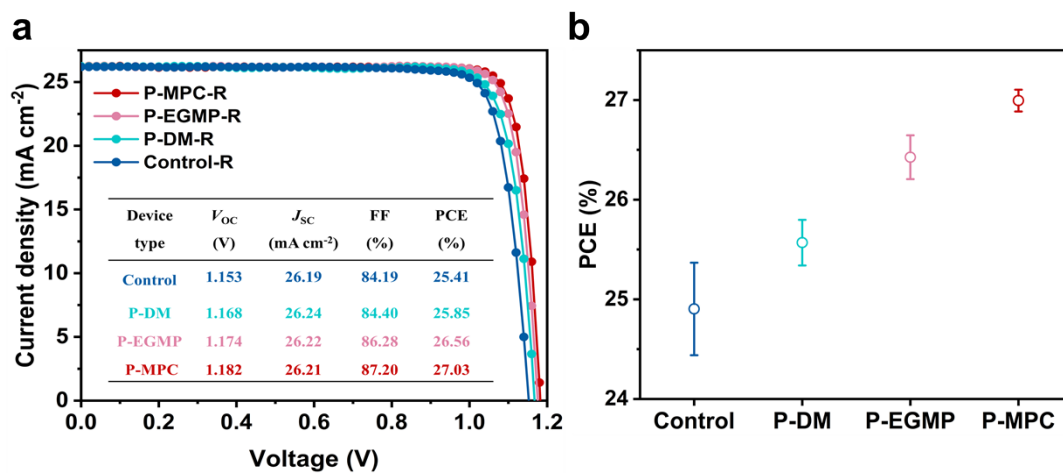 a
Current density (mA cm⁻²)
25
20
15
10
5
0
P-MPC-R
P-EGMP-R
P-DM-R
Control-R
Device type V_OC (V) J_SC (mA cm⁻²) FF (%) PCE (%)
Control 1.153 26.19 84.19 25.41
P-DM 1.168 26.24 84.40 25.85
P-EGMP 1.174 26.22 86.28 26.56
P-MPC 1.182 26.21 87.20 27.03
0.0 0.2 0.4 0.6 0.8 1.0 1.2
Voltage (V)
b
PCE (%)
27
26
25
24
Control P-DM P-EGMP P-MPC